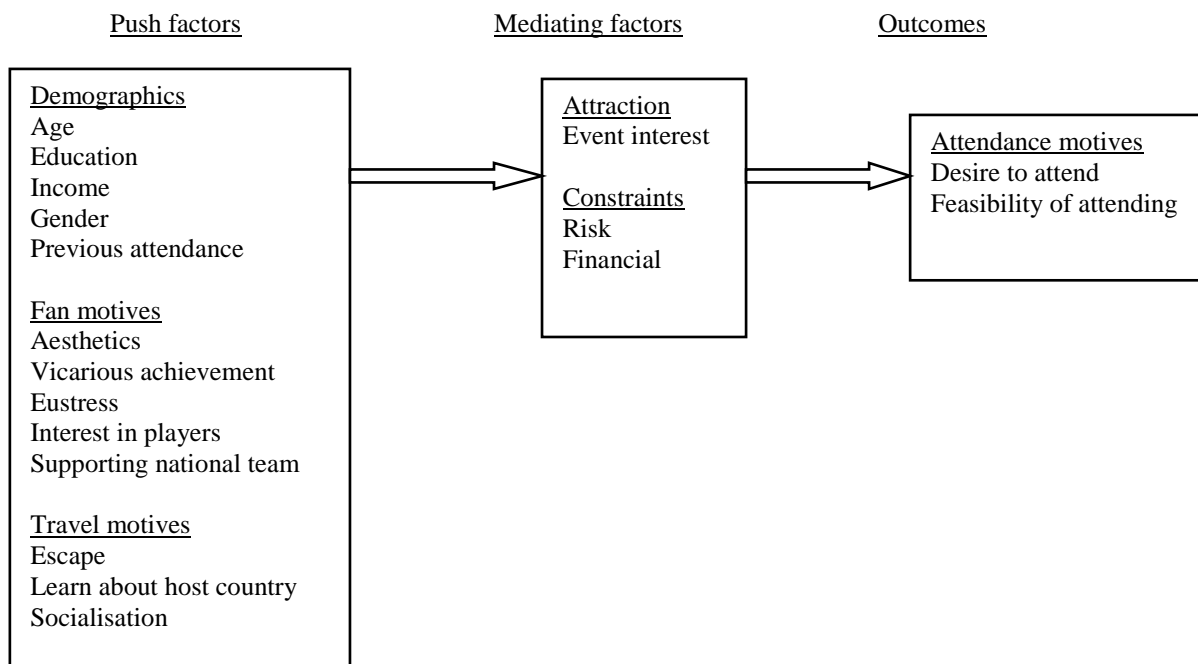 Push factors
Mediating factors
Outcomes
Demographics
Age
Education
Income
Gender
Previous attendance
Fan motives
Aesthetics
Vicarious achievement
Eustress
Interest in players
Supporting national team
Travel motives
Escape
Learn about host country
Socialisation
Attraction
Event interest
Constraints
Risk
Financial
Attendance motives
Desire to attend
Feasibility of attending